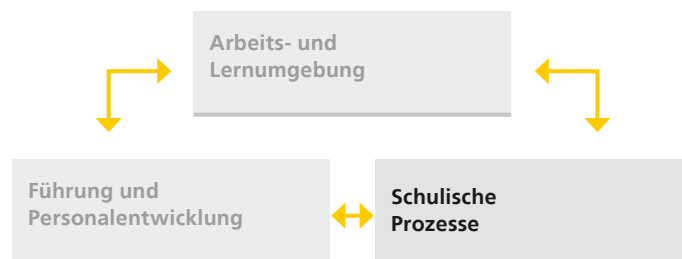 Arbeits- und
Lernumgebung
Führung und
Personalentwicklung
Schulische
Prozesse